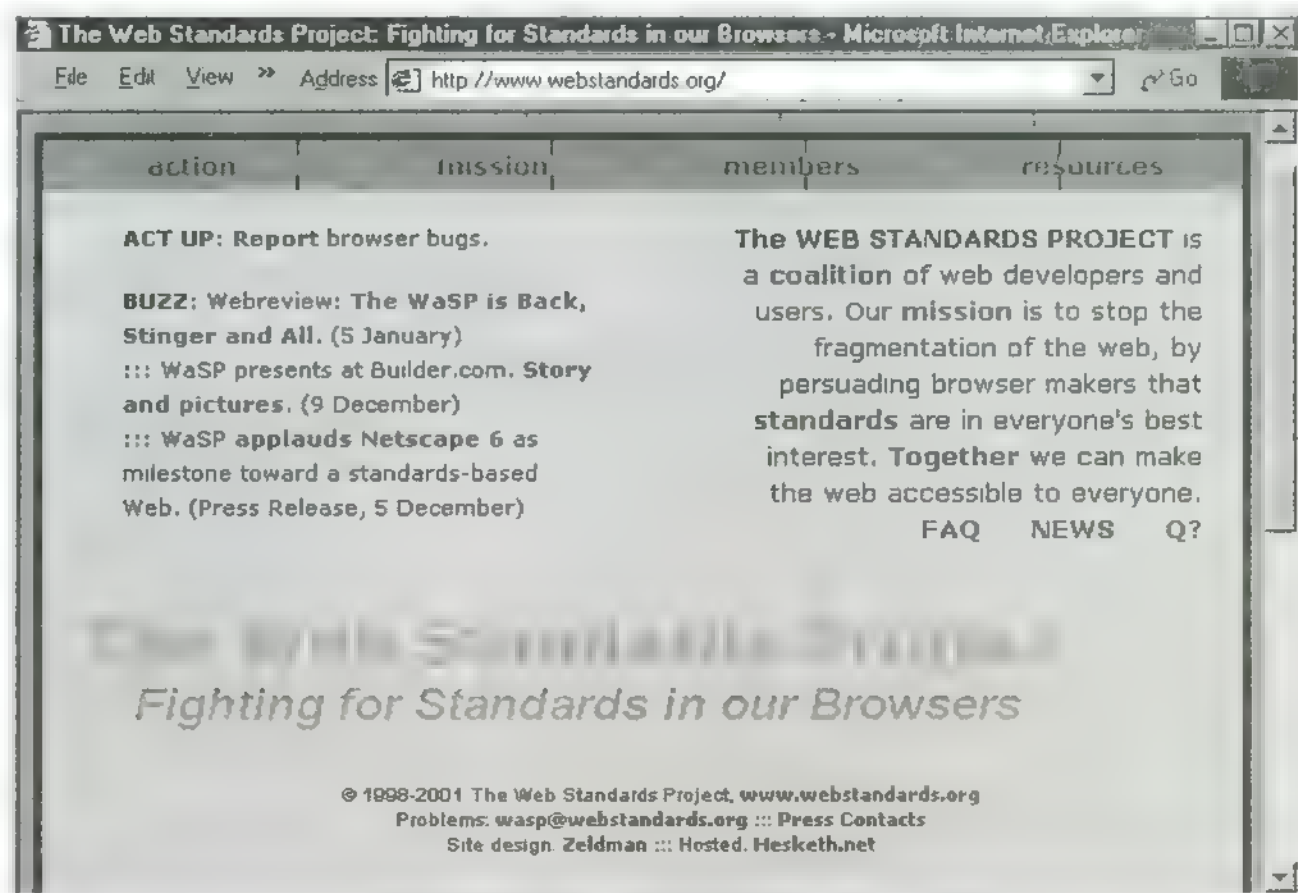 The Web Standards Project: Fighting for Standards in our Browsers - Microsoft Internet Explorer
File Edit View » Address http://www.webstandards.org/ Go
action mission members resources
ACT UP: Report browser bugs.
BUZZ: Webreview: The WaSP is Back,
Stinger and All. (5 January)
::: WaSP presents at Builder.com. Story
and pictures. (9 December)
::: WaSP applauds Netscape 6 as
milestone toward a standards-based
Web. (Press Release, 5 December)
The WEB STANDARDS PROJECT is
a coalition of web developers and
users. Our mission is to stop the
fragmentation of the web, by
persuading browser makers that
standards are in everyone's best
interest. Together we can make
the web accessible to everyone.
FAQ NEWS Q?
The Web Standards Project
Fighting for Standards in our Browsers
© 1998-2001 The Web Standards Project, www.webstandards.org
Problems: wasp@webstandards.org ::: Press Contacts
Site design. Zeldman ::: Hosted. Hesketh.net